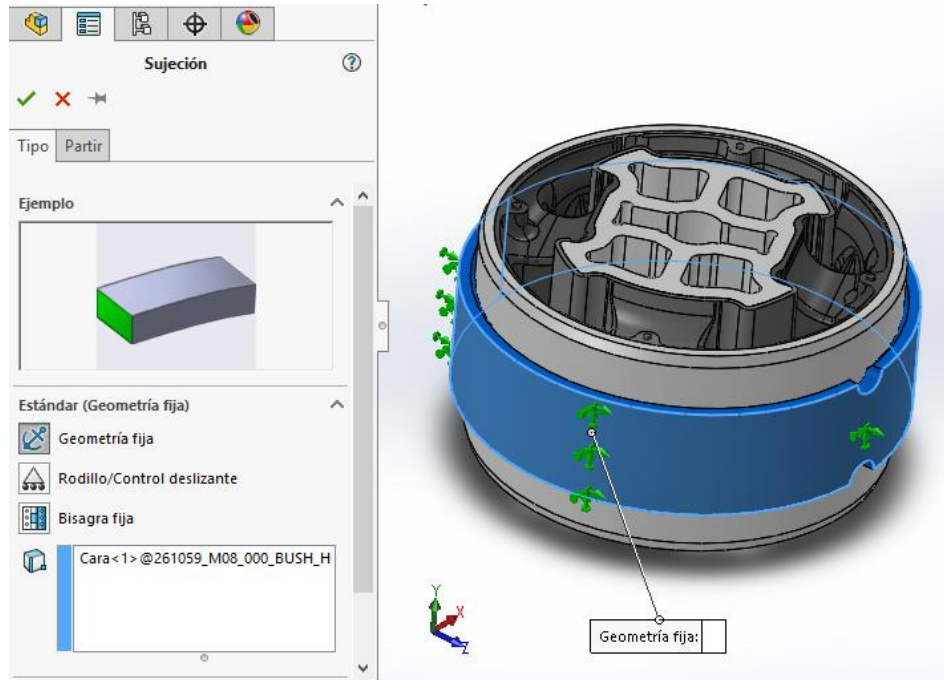 Sujeción
Tipo Partir
Ejemplo
Estándar (Geometría fija)
Geometría fija
Rodillo/Control deslizante
Bisagra fija
Cara<1>@261059_M08_000_BUSH_H
Y
X
Z
Geometría fija: